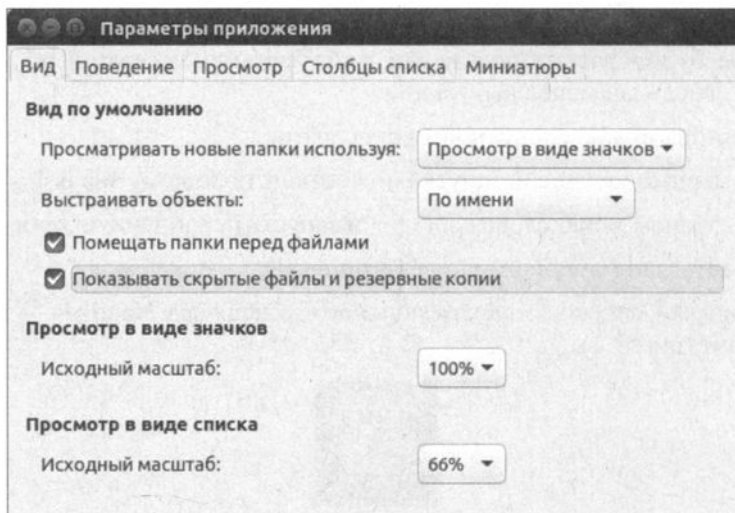 Параметры приложения
Вид Поведение Просмотр Столбцы списка Миниатюры
Вид по умолчанию
Просматривать новые папки используя: Просмотр в виде значков
Выстраивать объекты: По имени
Помещать папки перед файлами
Показывать скрытые файлы и резервные копии
Просмотр в виде значков
Исходный масштаб: 100%
Просмотр в виде списка
Исходный масштаб: 66%